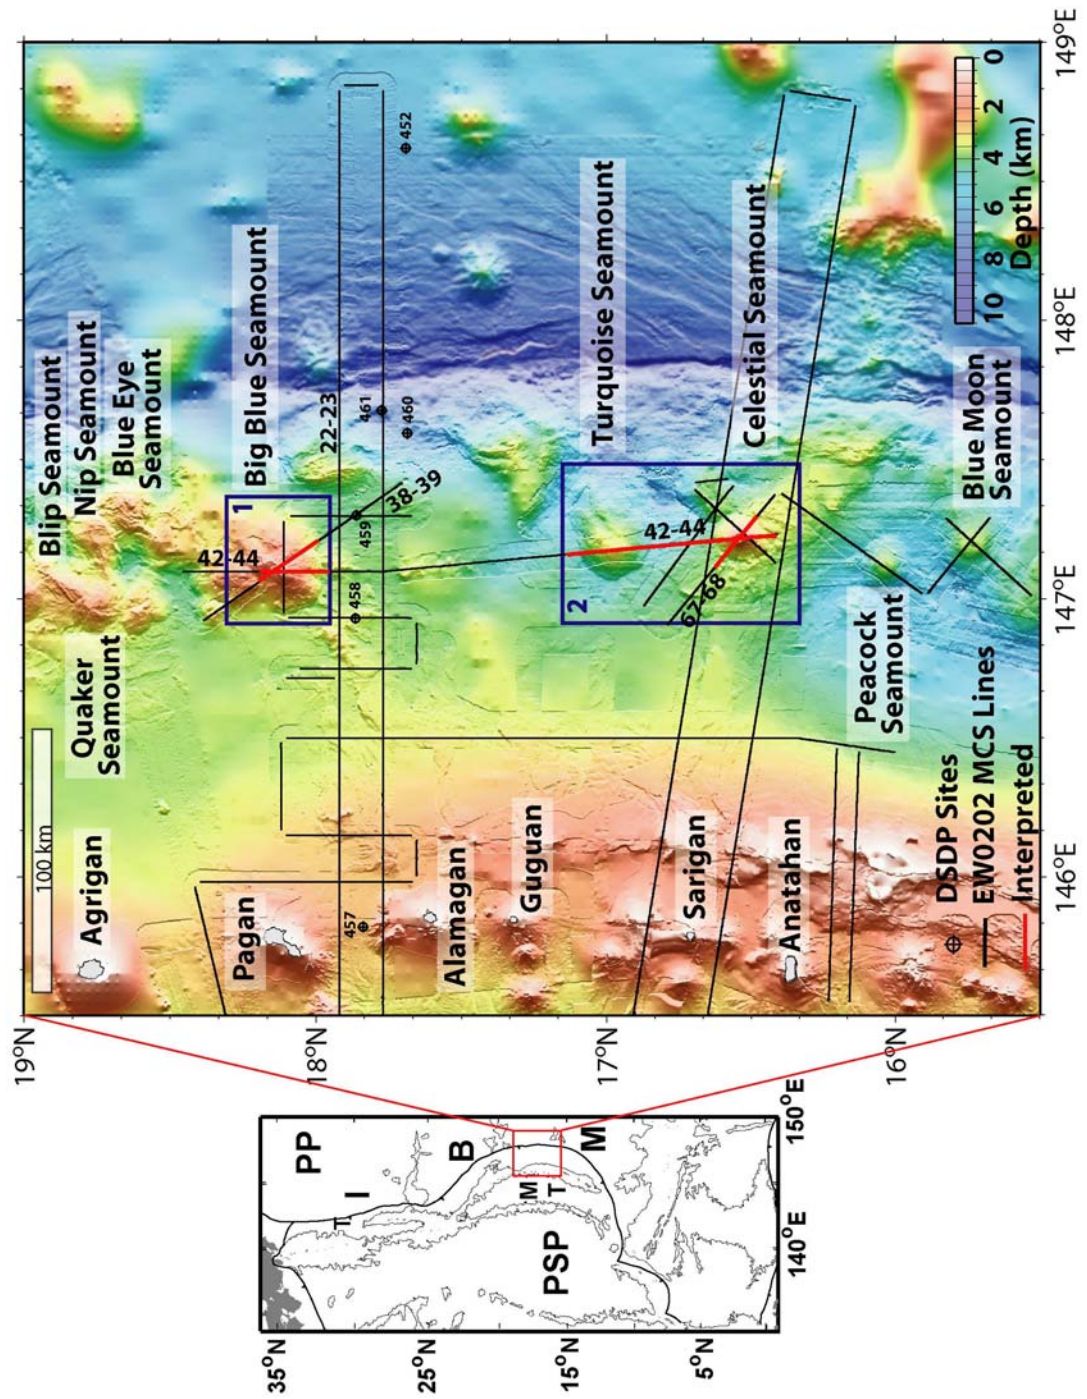 35°N
25°N
15°N
5°N
140°E
150°E
PP
I
T
B
M
M
T
PSP
19°N
18°N
17°N
16°N
146°E
147°E
148°E
149°E
100 km
Agrigan
Pagan
Alamagan
Guguan
Sarigan
Anatahan
Quaker
Seamount
Blip Seamount
Nip Seamount
Blue Eye
Seamount
Big Blue Seamount
Turquoise Seamount
Celestial Seamount
Peacock
Seamount
Blue Moon
Seamount
1
2
42-44
38-39
22-23
42-44
67-68
457
458
459
460
461
452
DSDP Sites
EW0202 MCS Lines
Interpreted
10 8 6 4 2 0
Depth (km)